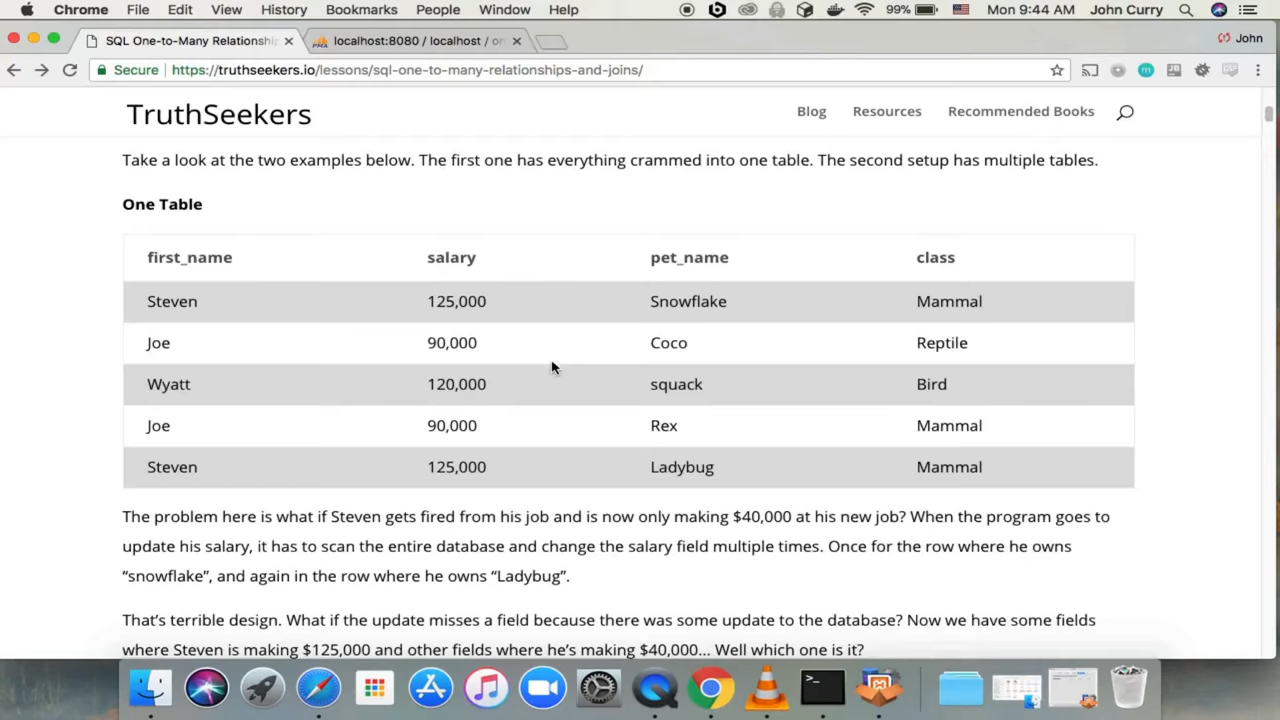 Chrome File Edit View History Bookmarks People Window Help 99% Mon 9:44 AM John Curry
SQL One-to-Many Relationshi localhost:8080 / localhost / or John
Secure https://truthseekers.io/lessons/sql-one-to-many-relationships-and-joins/
TruthSeekers Blog Resources Recommended Books
Take a look at the two examples below. The first one has everything crammed into one table. The second setup has multiple tables.
One Table
first_name salary pet_name class
Steven 125,000 Snowflake Mammal
Joe 90,000 Coco Reptile
Wyatt 120,000 squack Bird
Joe 90,000 Rex Mammal
Steven 125,000 Ladybug Mammal
The problem here is what if Steven gets fired from his job and is now only making $40,000 at his new job? When the program goes to
update his salary, it has to scan the entire database and change the salary field multiple times. Once for the row where he owns
“snowflake”, and again in the row where he owns “Ladybug”.
That’s terrible design. What if the update misses a field because there was some update to the database? Now we have some fields
where Steven is making $125,000 and other fields where he’s making $40,000... Well which one is it?